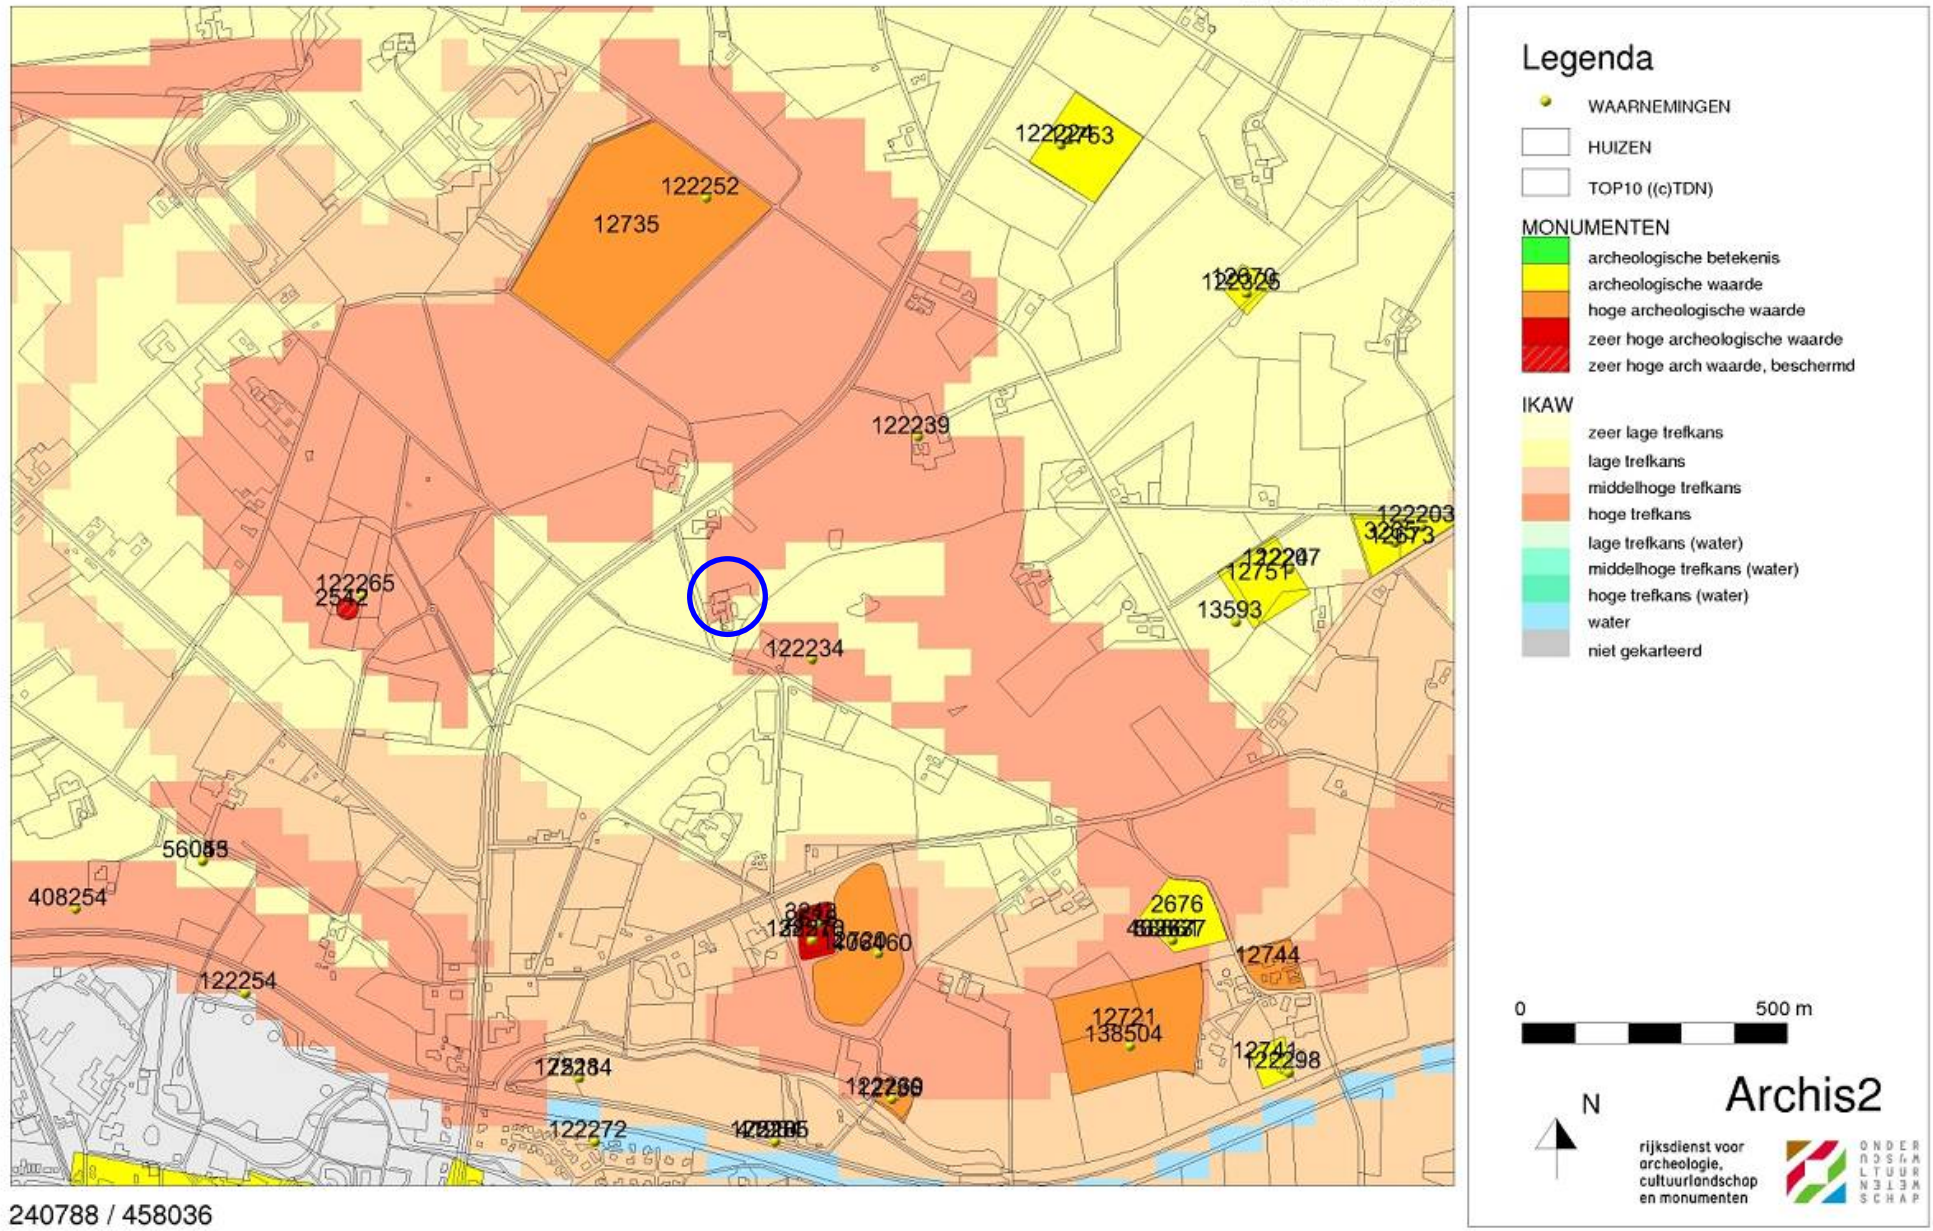 122252
12735
122239
122265
122234
13593
12751
122203
408254
122254
2676
12744
12721
138504
12741
122298
122272
240788 / 458036
Legenda
WAARNEMINGEN
HUIZEN
TOP10 ((c)TDN)
MONUMENTEN
archeologische betekenis
archeologische waarde
hoge archeologische waarde
zeer hoge archeologische waarde
zeer hoge arch waarde, beschermd
IKAW
zeer lage trefkans
lage trefkans
middelhoge trefkans
hoge trefkans
lage trefkans (water)
middelhoge trefkans (water)
hoge trefkans (water)
water
niet gekarteerd
0 500 m
Archis2
N
rijksdienst voor
archeologie,
cultuurlandschap
en monumenten